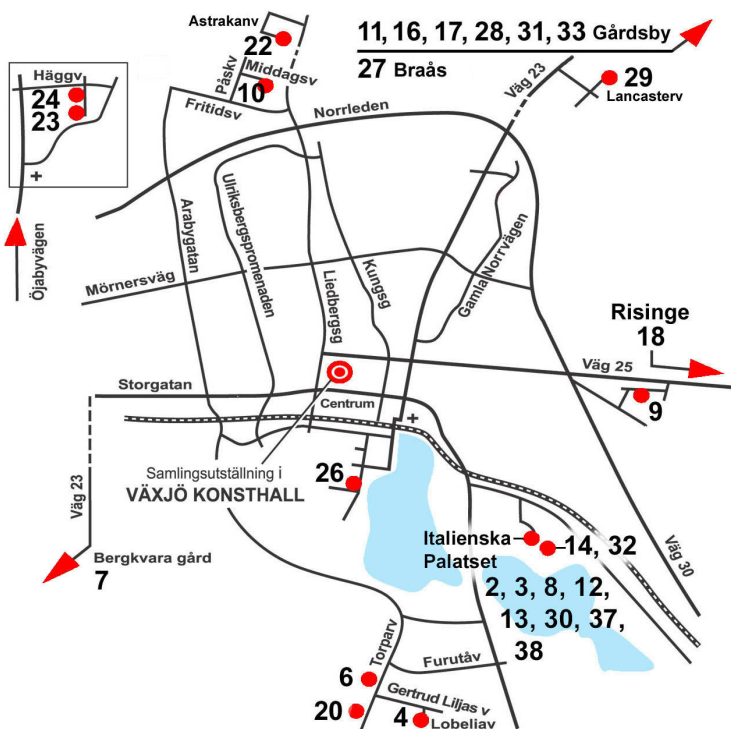 Astrakanv
22
Påskv
Middagsv
10
Fritidsv
11, 16, 17, 28, 31, 33 Gårdsby
27 Braås
Väg 23
29
Lancasterv
Häggv
24
23
+
Öjabyvägen
Norrleden
Arabygatan
Ulriksbergspromenaden
Liedbergsg
Kungsg
Gamla Norrvägen
Mörnersväg
Risinge
18
Väg 25
9
Storgatan
Centrum
+
Samlingsutställning i
VÄXJÖ KONSTHALL
26
Väg 23
Bergkvara gård
7
Italienska
Palatset
14, 32
2, 3, 8, 12,
13, 30, 37,
38
Väg 30
Torparv
Furutåv
6
Gertrud Liljas v
20
4
Lobeliav